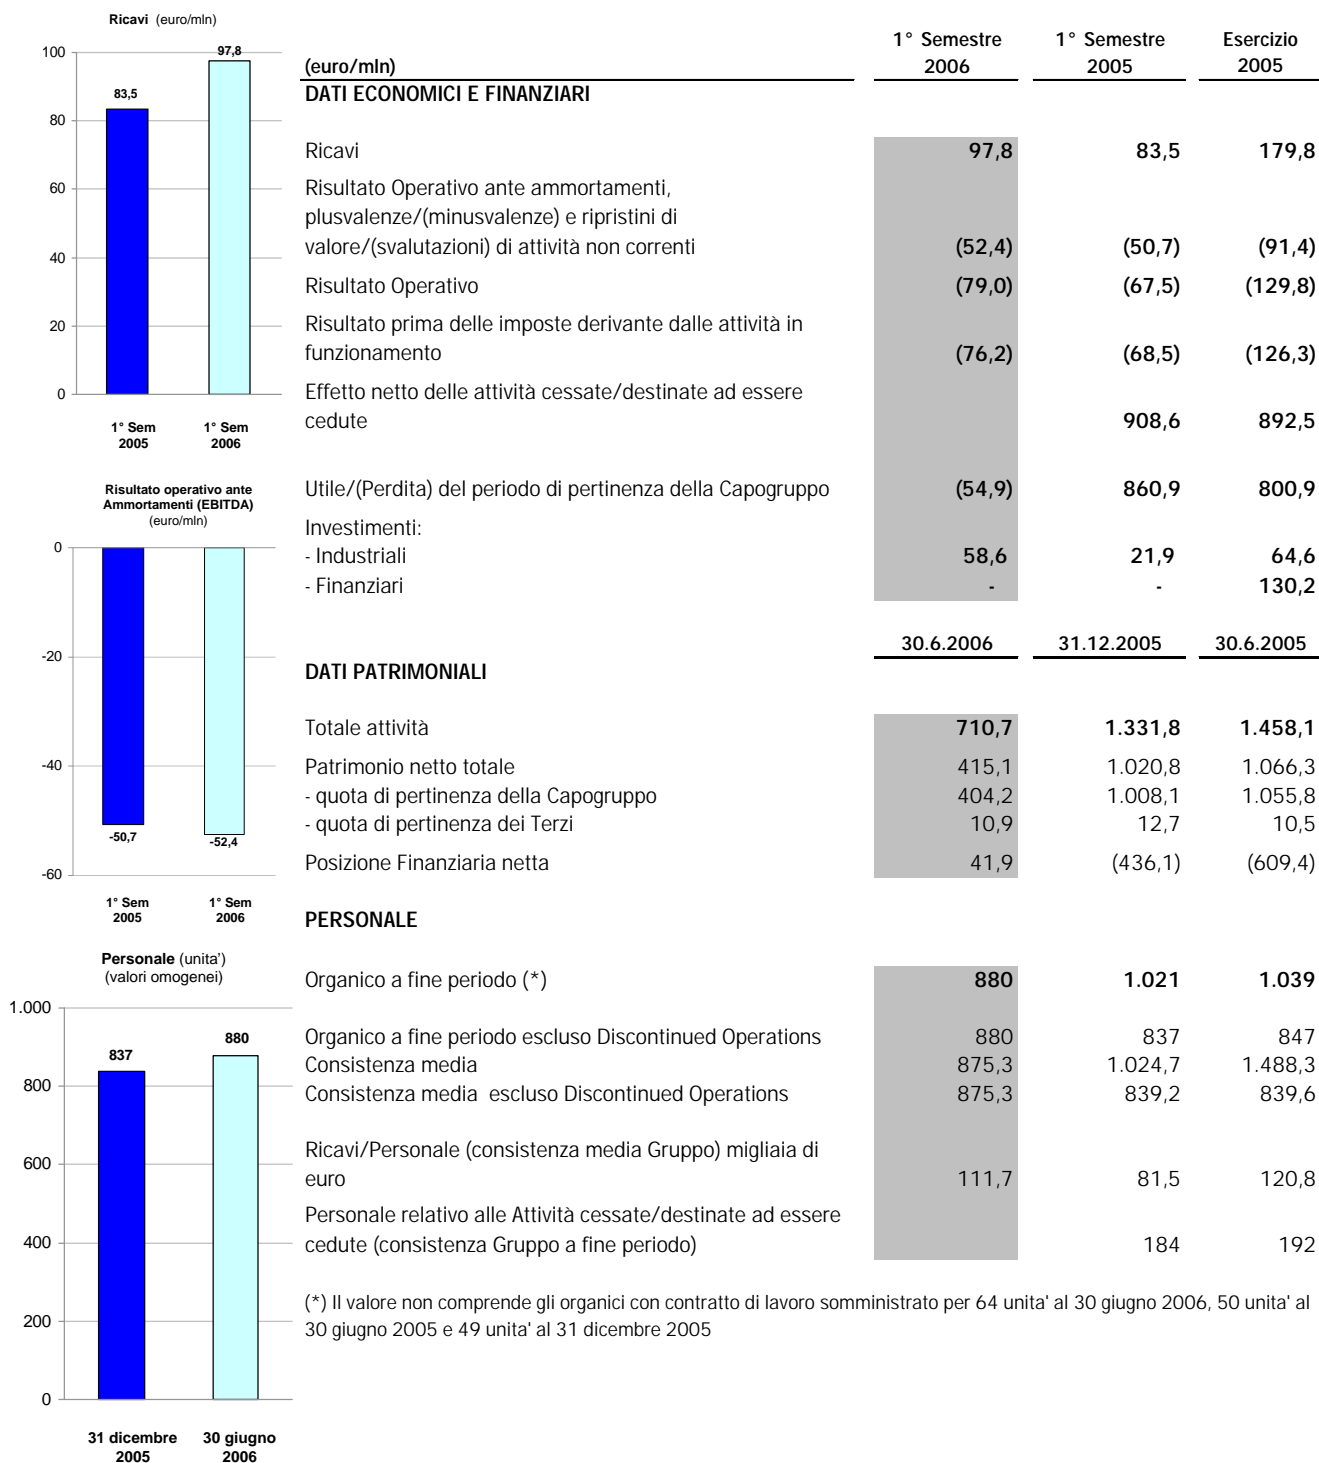 Ricavi (euro/mln)
100
80
60
40
20
0
83,5
97,8
1° Sem
2005
1° Sem
2006
Risultato operativo ante
Ammortamenti (EBITDA)
(euro/mln)
0
-20
-40
-60
-50,7
-52,4
1° Sem
2005
1° Sem
2006
Personale (unita')
(valori omogenei)
1.000
800
600
400
200
0
837
880
31 dicembre
2005
30 giugno
2006
1° Semestre 1° Semestre Esercizio
(euro/mln) 2006 2005 2005
DATI ECONOMICI E FINANZIARI
Ricavi 97,8 83,5 179,8
Risultato Operativo ante ammortamenti,
plusvalenze/(minusvalenze) e ripristini di
valore/(svalutazioni) di attività non correnti (52,4) (50,7) (91,4)
Risultato Operativo (79,0) (67,5) (129,8)
Risultato prima delle imposte derivante dalle attività in
funzionamento (76,2) (68,5) (126,3)
Effetto netto delle attività cessate/destinate ad essere
cedute 908,6 892,5
Utile/(Perdita) del periodo di pertinenza della Capogruppo (54,9) 860,9 800,9
Investimenti:
- Industriali 58,6 21,9 64,6
- Finanziari - - 130,2
30.6.2006 31.12.2005 30.6.2005
DATI PATRIMONIALI
Totale attività 710,7 1.331,8 1.458,1
Patrimonio netto totale 415,1 1.020,8 1.066,3
- quota di pertinenza della Capogruppo 404,2 1.008,1 1.055,8
- quota di pertinenza dei Terzi 10,9 12,7 10,5
Posizione Finanziaria netta 41,9 (436,1) (609,4)
PERSONALE
Organico a fine periodo (*) 880 1.021 1.039
Organico a fine periodo escluso Discontinued Operations 880 837 847
Consistenza media 875,3 1.024,7 1.488,3
Consistenza media escluso Discontinued Operations 875,3 839,2 839,6
Ricavi/Personale (consistenza media Gruppo) migliaia di
euro 111,7 81,5 120,8
Personale relativo alle Attività cessate/destinate ad essere
cedute (consistenza Gruppo a fine periodo) 184 192
(*) Il valore non comprende gli organici con contratto di lavoro somministrato per 64 unita' al 30 giugno 2006, 50 unita' al
30 giugno 2005 e 49 unita' al 31 dicembre 2005